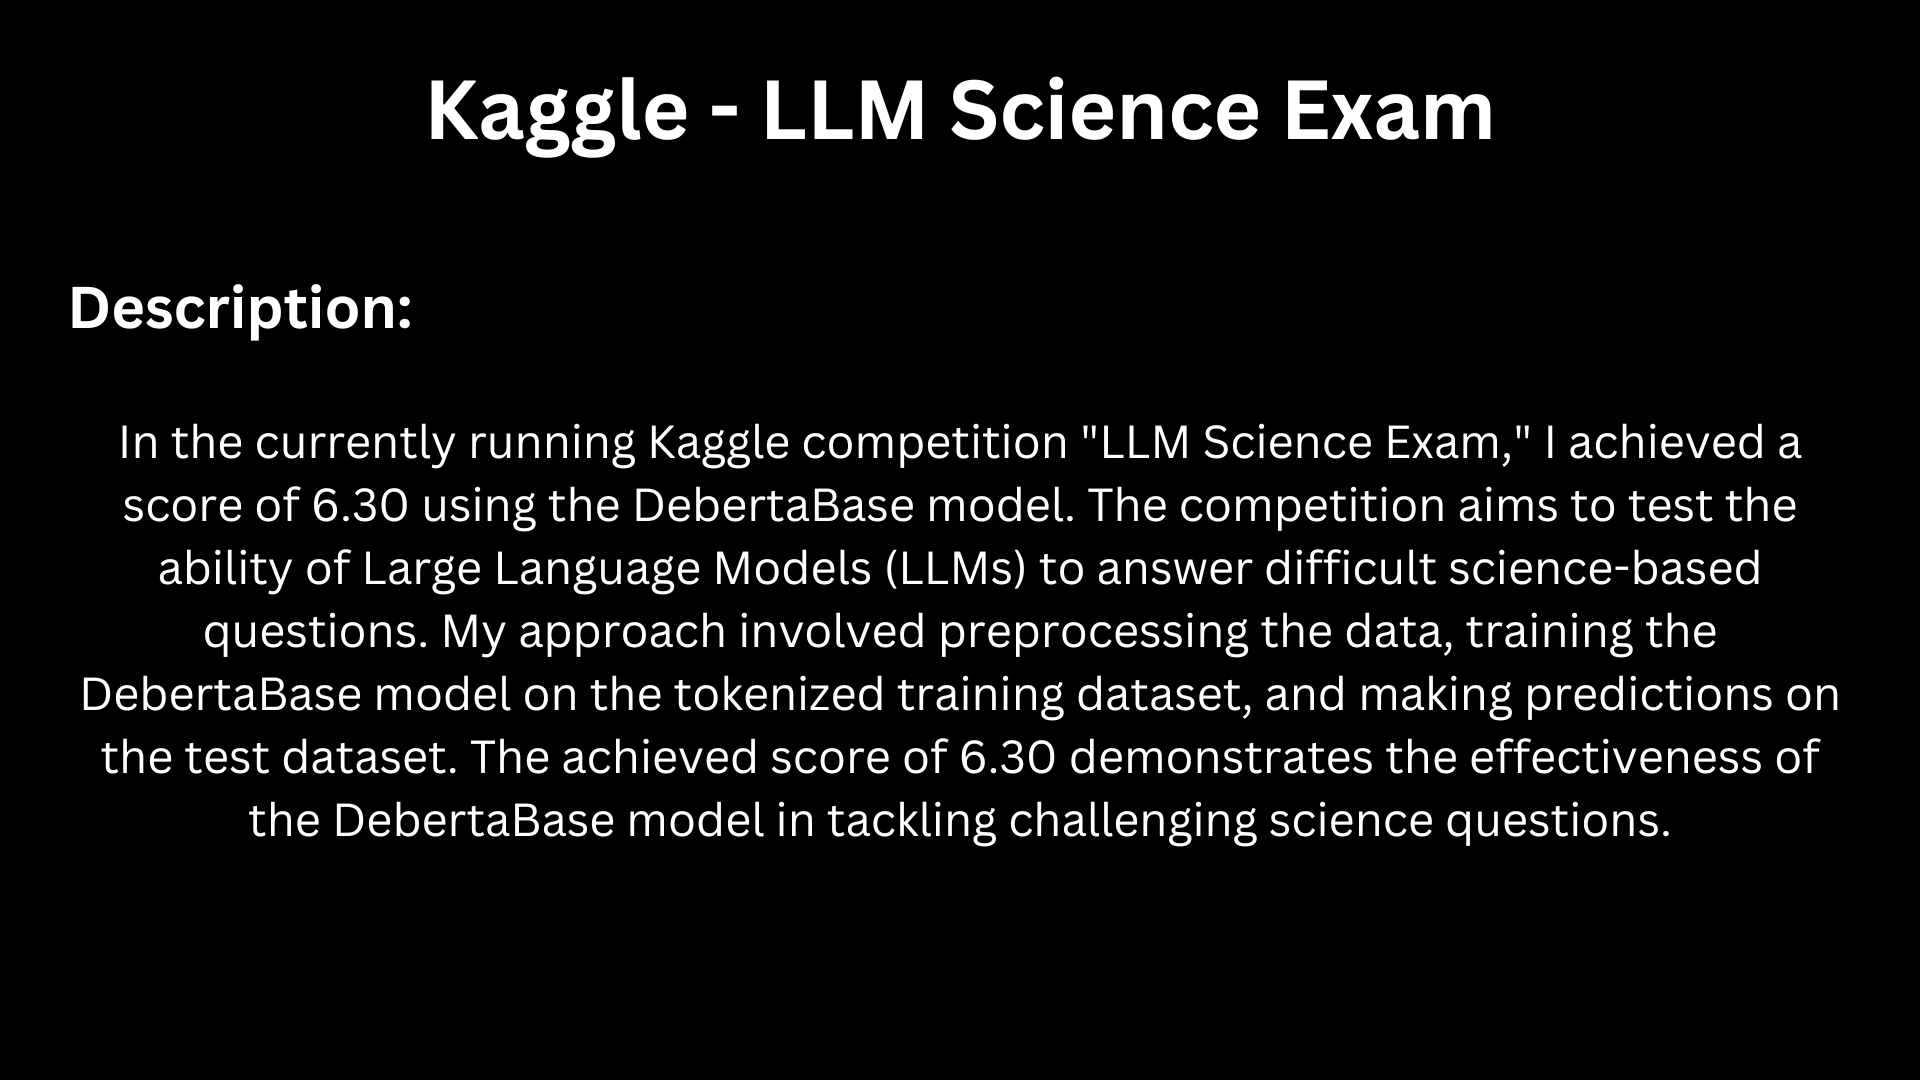 Kaggle - LLM Science Exam
Description:
In the currently running Kaggle competition "LLM Science Exam," I achieved a
score of 6.30 using the DebertaBase model. The competition aims to test the
ability of Large Language Models (LLMs) to answer difficult science-based
questions. My approach involved preprocessing the data, training the
DebertaBase model on the tokenized training dataset, and making predictions on
the test dataset. The achieved score of 6.30 demonstrates the effectiveness of
the DebertaBase model in tackling challenging science questions.